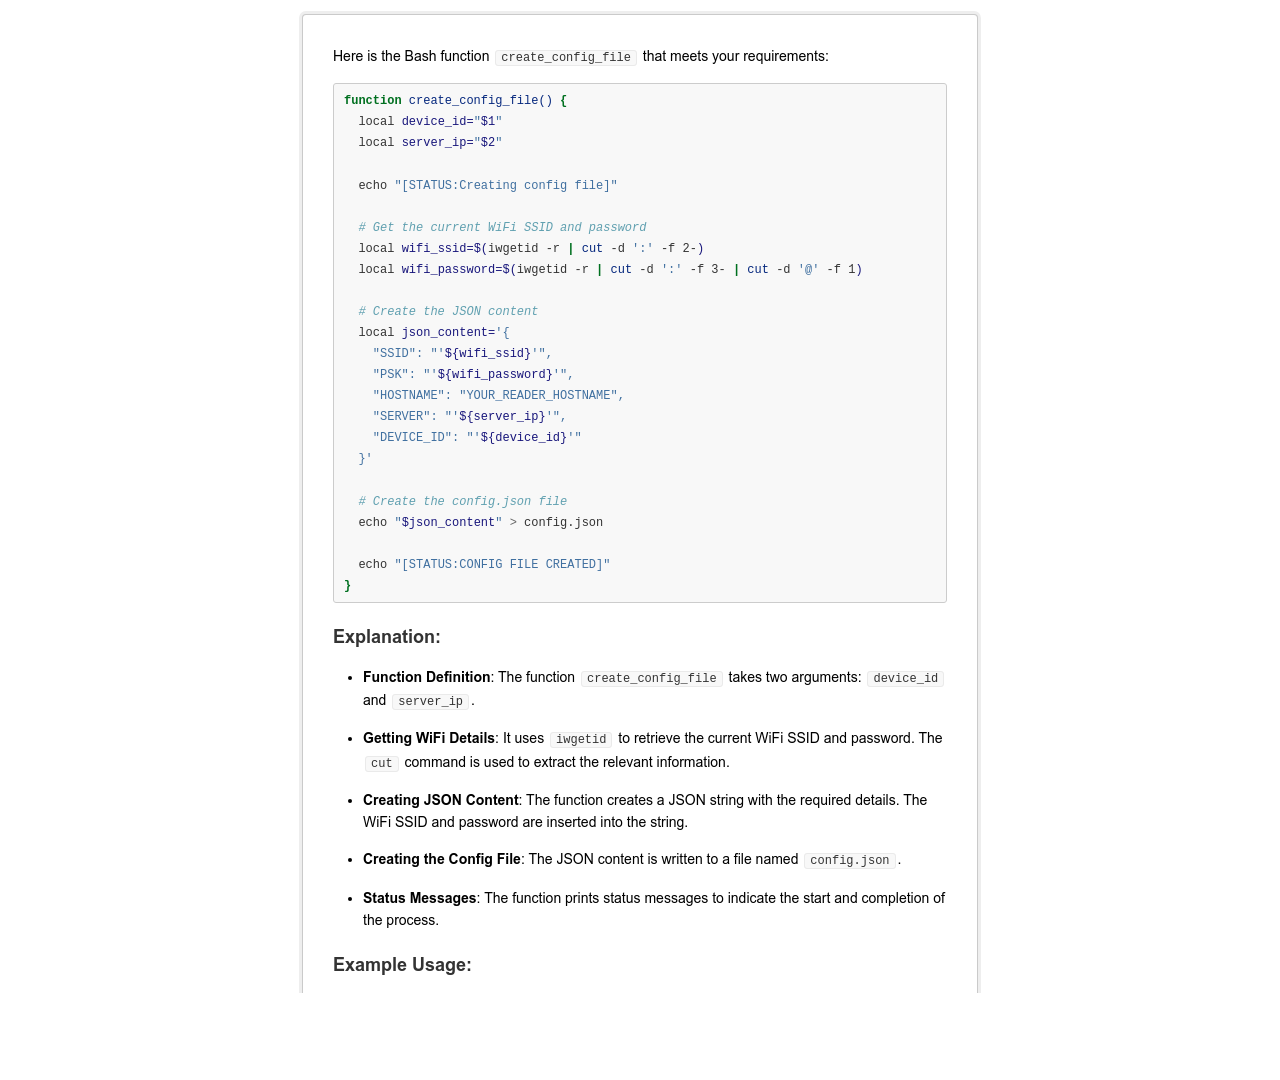 Here is the Bash function create_config_file that meets your requirements:
function create_config_file() {
  local device_id="$1"
  local server_ip="$2"
  echo "[STATUS:Creating config file]"
  # Get the current WiFi SSID and password
  local wifi_ssid=$(iwgetid -r | cut -d ':' -f 2-)
  local wifi_password=$(iwgetid -r | cut -d ':' -f 3- | cut -d '@' -f 1)
  # Create the JSON content
  local json_content='{
    "SSID": "'${wifi_ssid}'",
    "PSK": "'${wifi_password}'",
    "HOSTNAME": "YOUR_READER_HOSTNAME",
    "SERVER": "'${server_ip}'",
    "DEVICE_ID": "'${device_id}'"
  }'
  # Create the config.json file
  echo "$json_content" > config.json
  echo "[STATUS:CONFIG FILE CREATED]"
}
Explanation:
• Function Definition: The function create_config_file takes two arguments: device_id
and server_ip.
• Getting WiFi Details: It uses iwgetid to retrieve the current WiFi SSID and password. The
cut command is used to extract the relevant information.
• Creating JSON Content: The function creates a JSON string with the required details. The
WiFi SSID and password are inserted into the string.
• Creating the Config File: The JSON content is written to a file named config.json.
• Status Messages: The function prints status messages to indicate the start and completion of
the process.
Example Usage: